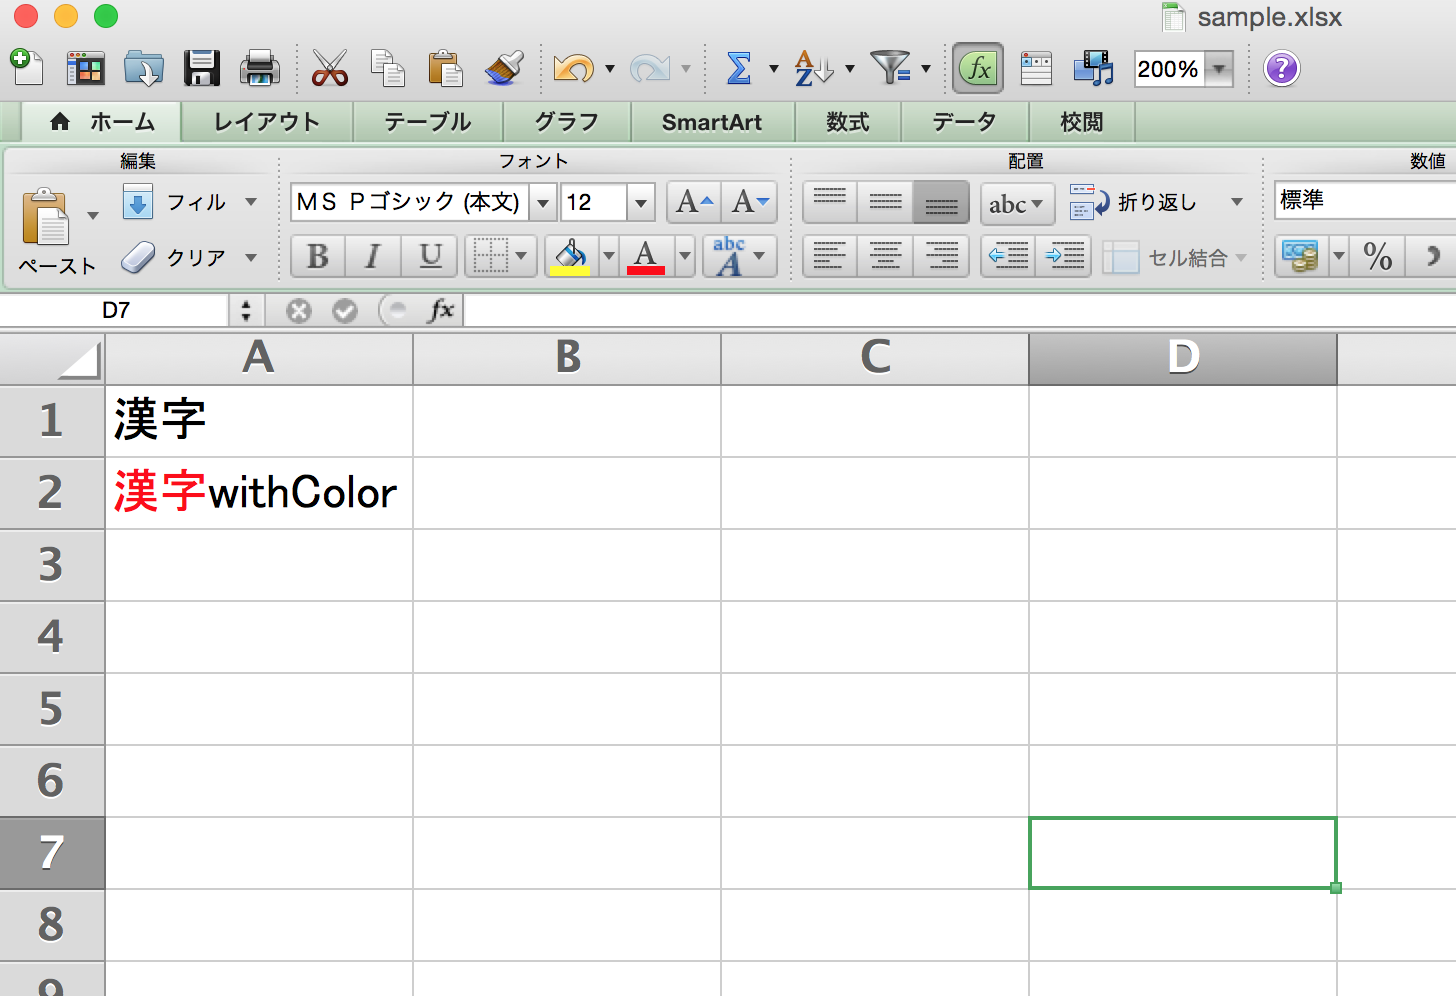 sample.xlsx
200%
ホーム レイアウト テーブル グラフ SmartArt 数式 データ 校閲
編集 フォント 配置 数値
フィル ＭＳ Ｐゴシック (本文) 12 A A abc 折り返し 標準
ペースト クリア B I U A abc A セル結合 %
D7 fx
A B C D
1 漢字
2 漢字withColor
3
4
5
6
7
8
9